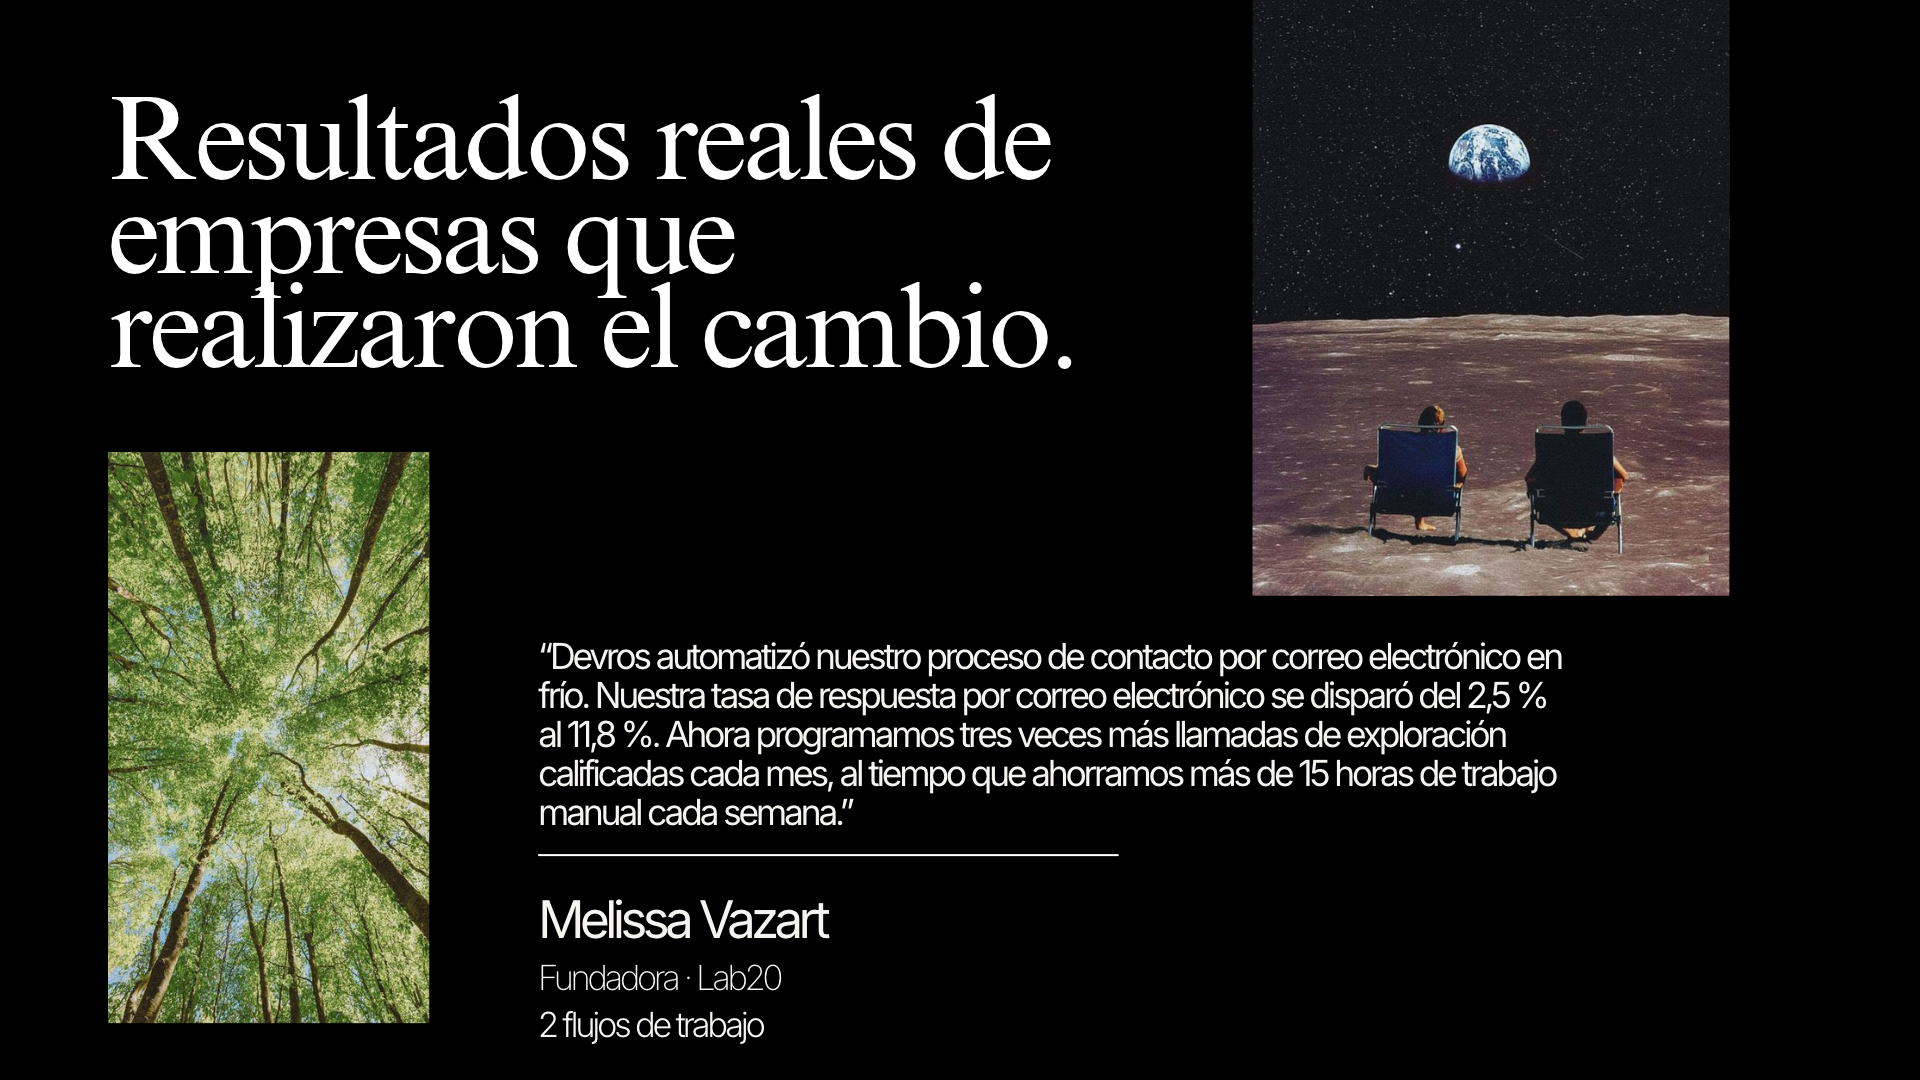 Resultados reales de
empresas que
realizaron el cambio.
“Devros automatizó nuestro proceso de contacto por correo electrónico en
frío. Nuestra tasa de respuesta por correo electrónico se disparó del 2,5 %
al 11,8 %. Ahora programamos tres veces más llamadas de exploración
calificadas cada mes, al tiempo que ahorramos más de 15 horas de trabajo
manual cada semana.”
Melissa Vazart
Fundadora · Lab20
2 flujos de trabajo